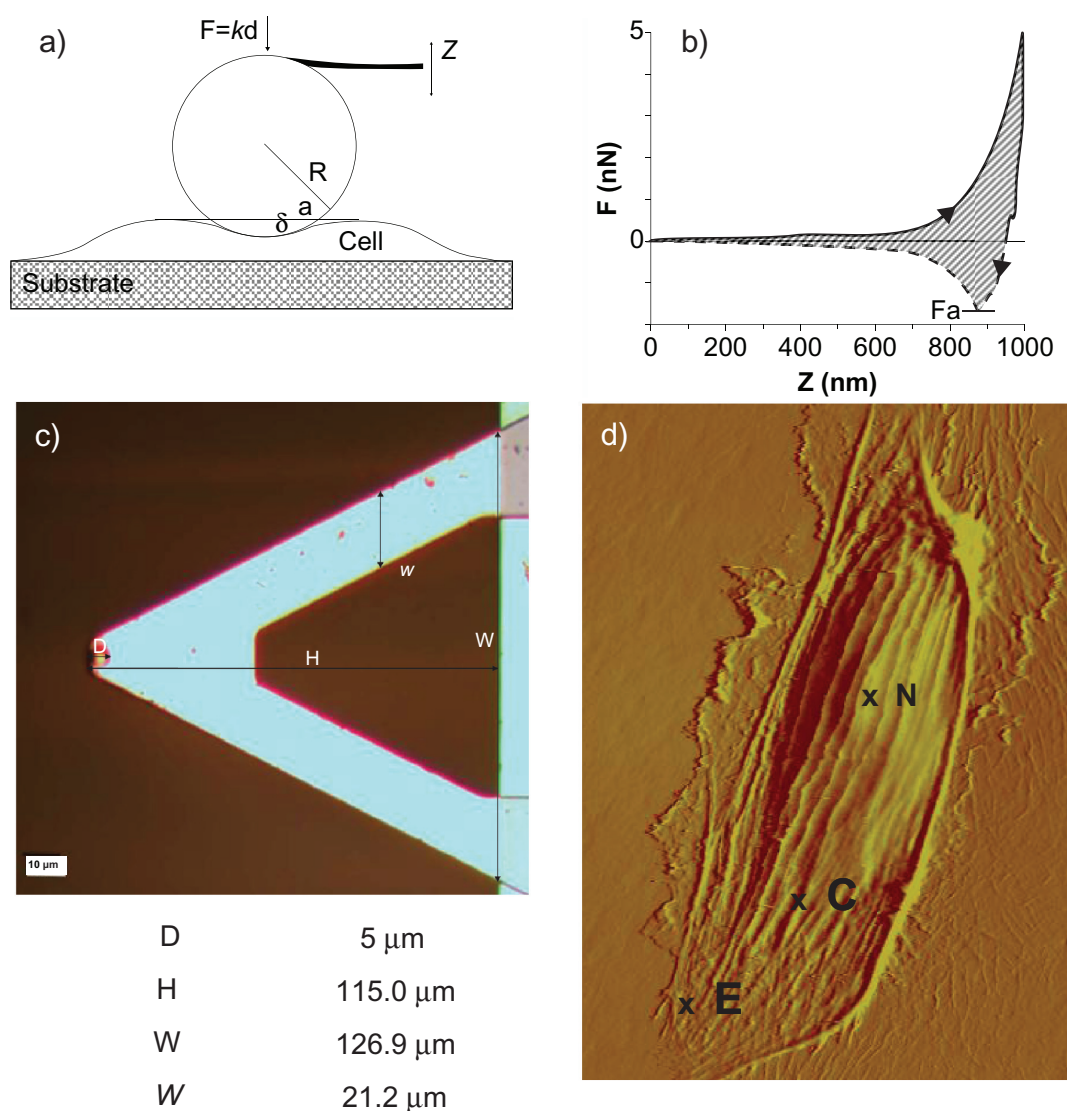 a)
F=kd
Z
R
a
δ
Cell
Substrate
b)
5
F (nN)
0
Fa
0 200 400 600 800 1000
Z (nm)
c)
w
D
H
W
10 µm
d)
x N
x C
x E
D 5 µm
H 115.0 µm
W 126.9 µm
W 21.2 µm